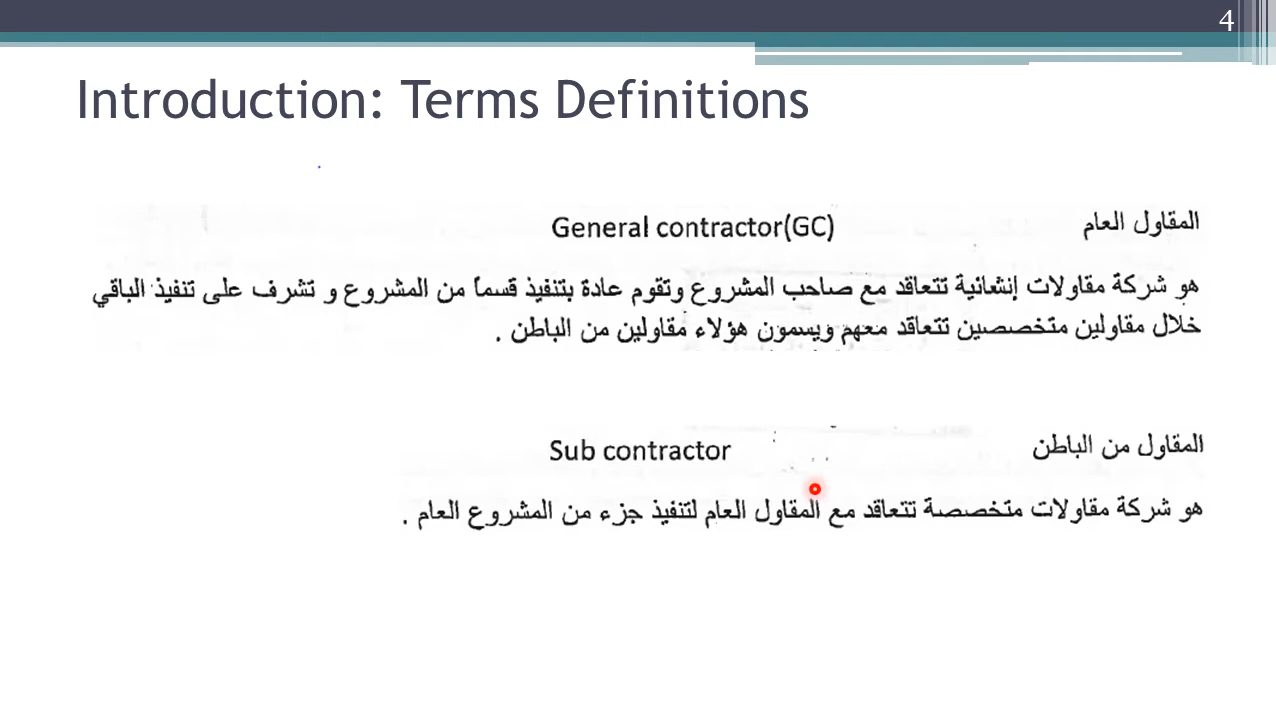 4
Introduction: Terms Definitions
المقاول العام General contractor(GC)
هو شركة مقاولات إنشائية تتعاقد مع صاحب المشروع وتقوم عادة بتنفيذ قسماً من المشروع و تشرف على تنفيذ الباقي
خلال مقاولين متخصصين تتعاقد معهم ويسمون هؤلاء مقاولين من الباطن .
المقاول من الباطن Sub contractor
هو شركة مقاولات متخصصة تتعاقد مع المقاول العام لتنفيذ جزء من المشروع العام .